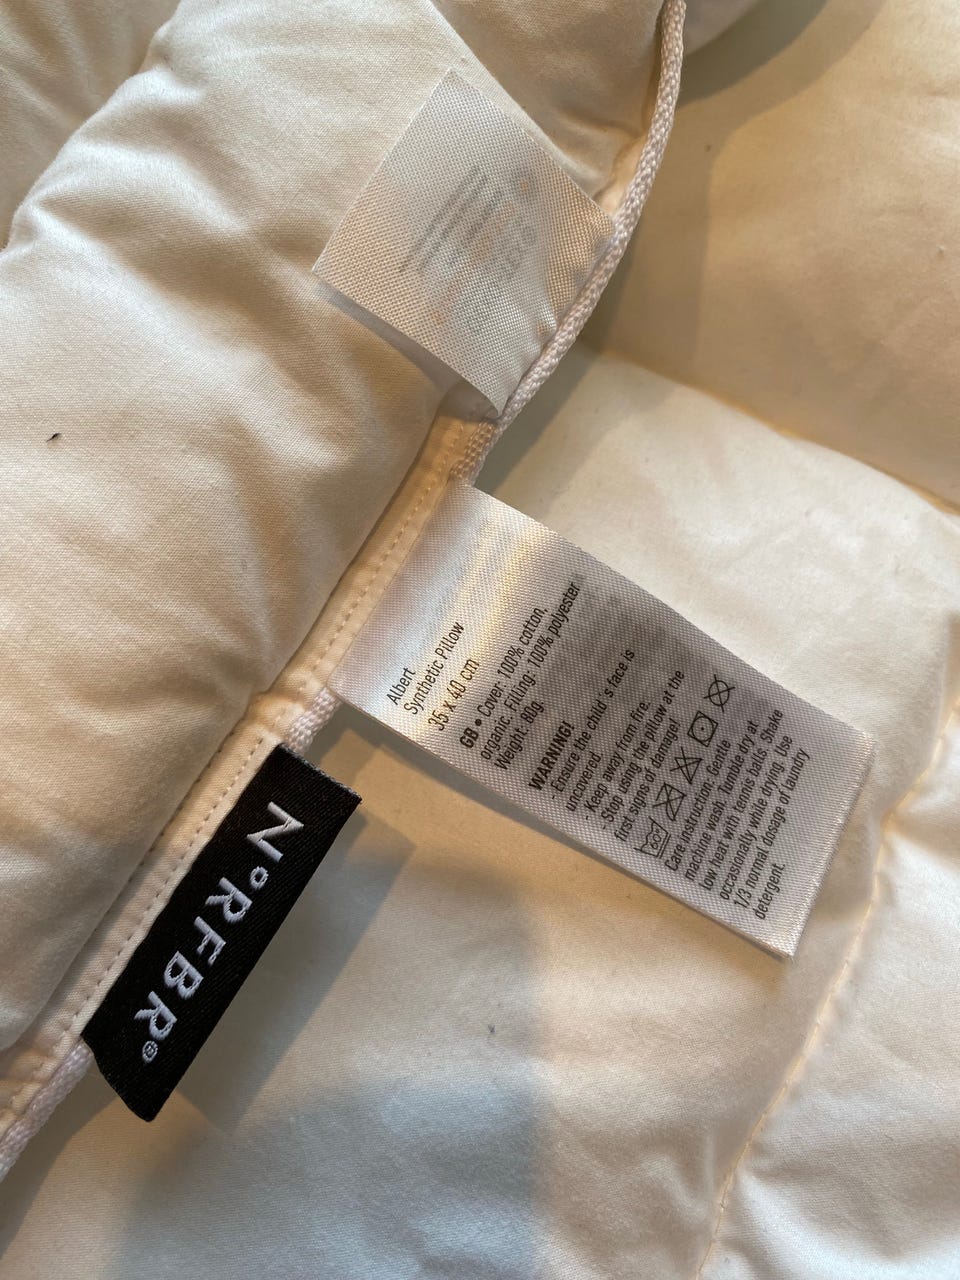 Albert
Synthetic Pillow
35 x 40 cm
GB • Cover: 100% cotton,
organic. Filling: 100% polyester
Weight: 80g
WARNING!
- Ensure the child's face is
uncovered
- Keep away from fire.
- Stop using the pillow at the
first signs of damage!
60
Care instruction: Gentle
machine wash. Tumble dry at
low heat with tennis balls. Shake
occasionally while drying. Use
1/3 normal dosage of laundry
detergent.
N°RFBR®